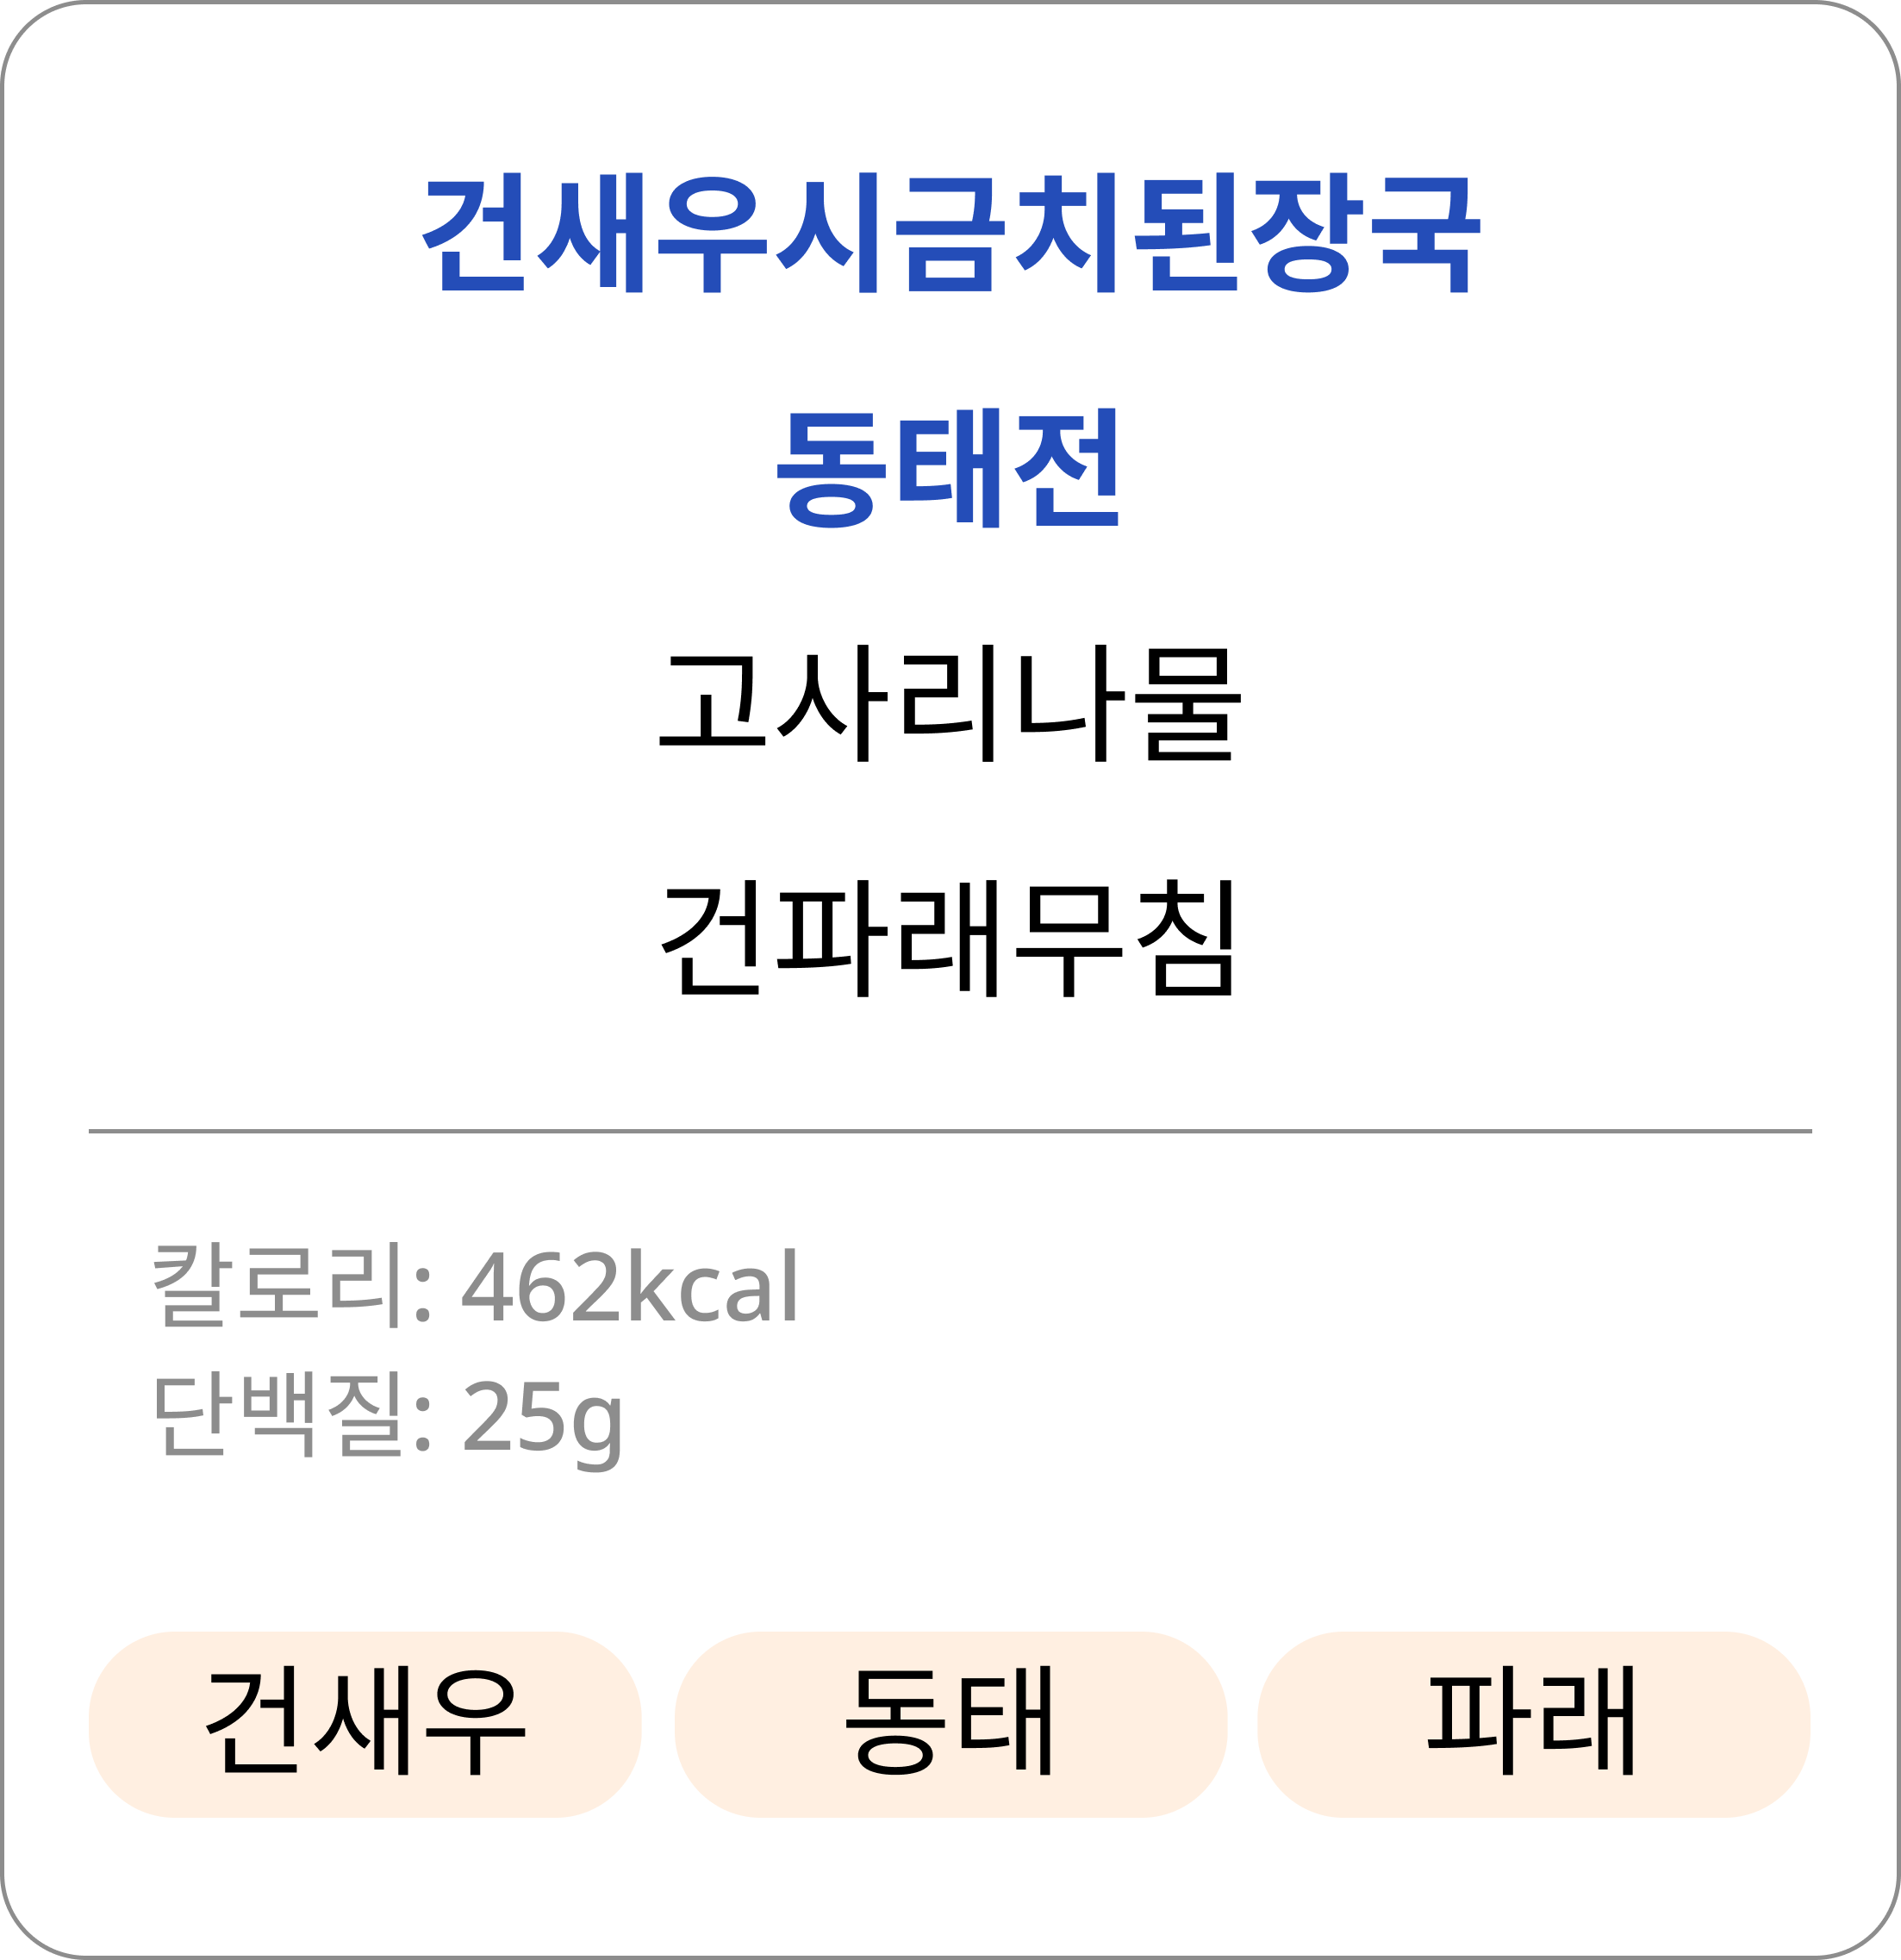 건새우시금치된장국
동태전
고사리나물
건파래무침
칼로리: 462kcal
단백질: 25g
건새우
동태
파래